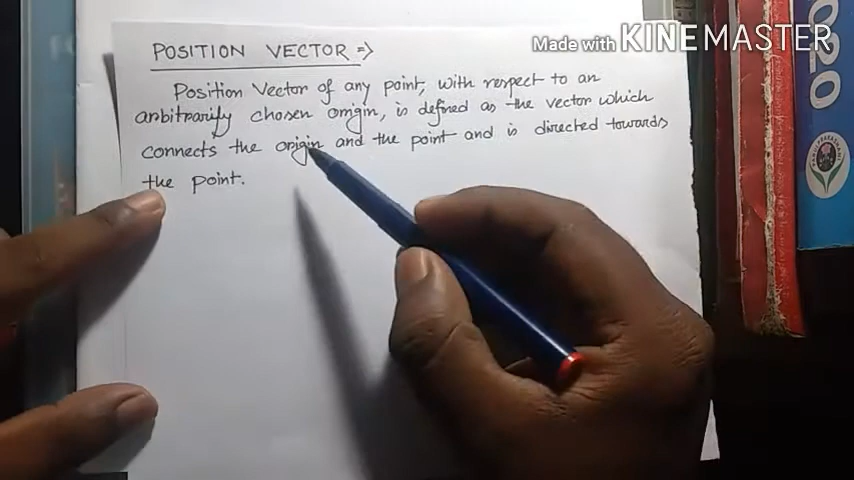 Made with KINEMASTER
POSITION VECTOR =>
Position Vector of any point, with respect to an
arbitrarily chosen origin, is defined as the vector which
connects the origin and the point and is directed towards
the point.
020